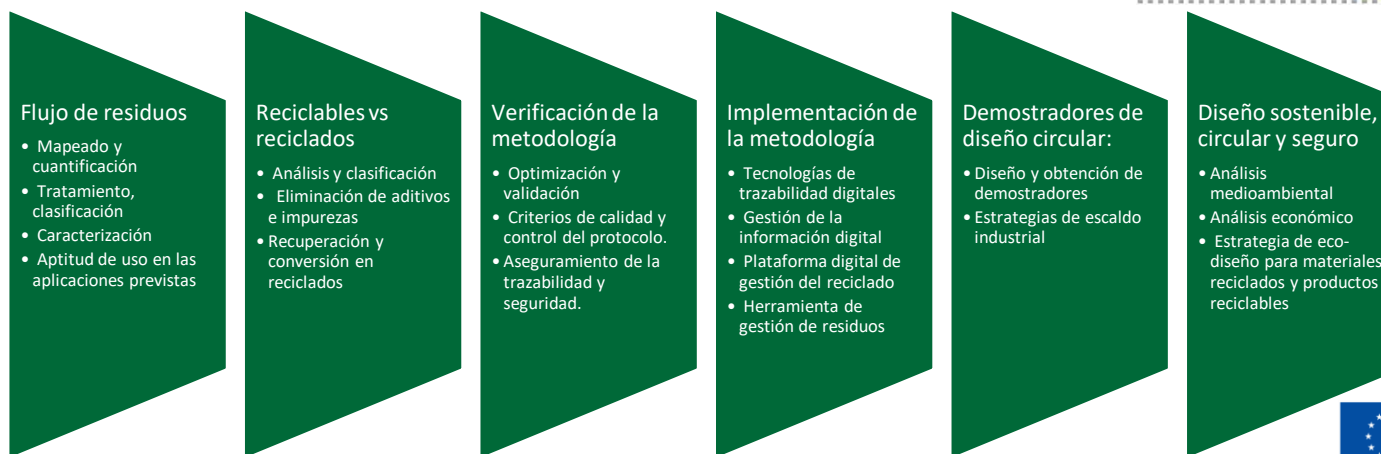 Flujo de residuos
• Mapeado y
cuantificación
• Tratamiento,
clasificación
• Caracterización
• Aptitud de uso en las
aplicaciones previstas
Reciclables vs
reciclados
• Análisis y clasificación
• Eliminación de aditivos
e impurezas
• Recuperación y
conversión en
reciclados
Verificación de la
metodología
• Optimización y
validación
• Criterios de calidad y
control del protocolo.
• Aseguramiento de la
trazabilidad y
seguridad.
Implementación de
la metodología
• Tecnologías de
trazabilidad digitales
• Gestión de la
información digital
• Plataforma digital de
gestión del reciclado
• Herramienta de
gestión de residuos
Demostradores de
diseño circular:
• Diseño y obtención de
demostradores
• Estrategias de escaldo
industrial
Diseño sostenible,
circular y seguro
• Análisis
medioambiental
• Análisis económico
• Estrategia de eco-
diseño para materiales
reciclados y productos
reciclables